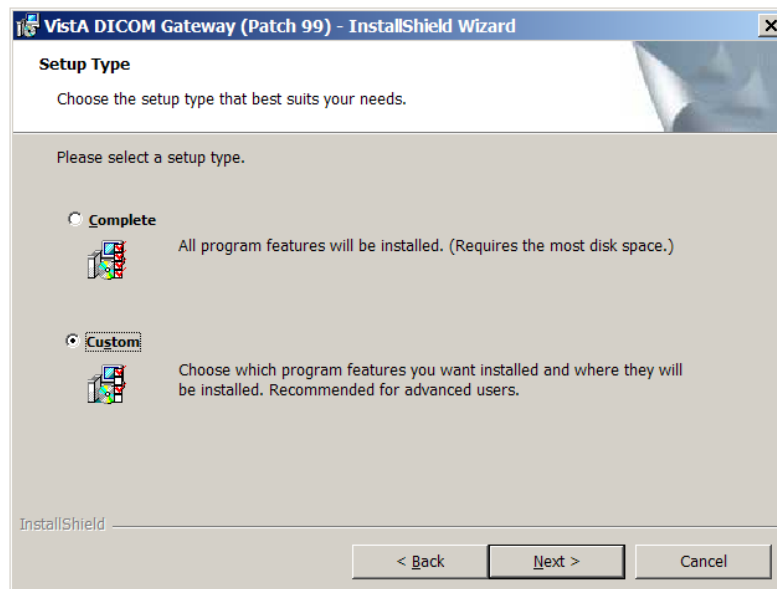 VistA DICOM Gateway (Patch 99) - InstallShield Wizard
Setup Type
Choose the setup type that best suits your needs.
Please select a setup type.
Complete
All program features will be installed. (Requires the most disk space.)
Custom
Choose which program features you want installed and where they will
be installed. Recommended for advanced users.
InstallShield
< Back
Next >
Cancel